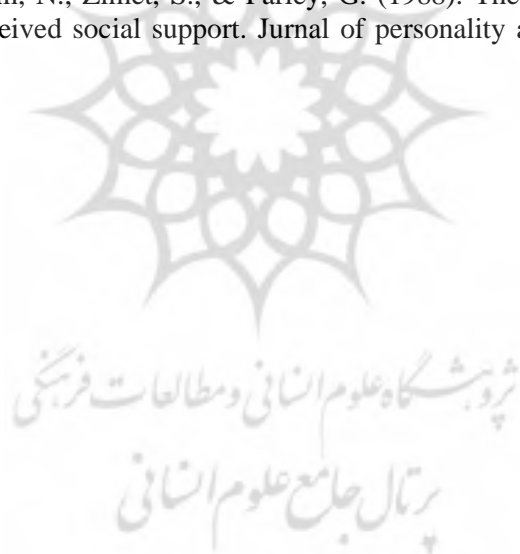 N., Zimet, S., & Farley, G. (1988). The
eived social support. Jurnal of personality a
پژوهشگاه علوم انسانی و مطالعات فرهنگی
پرتال جامع علوم انسانی